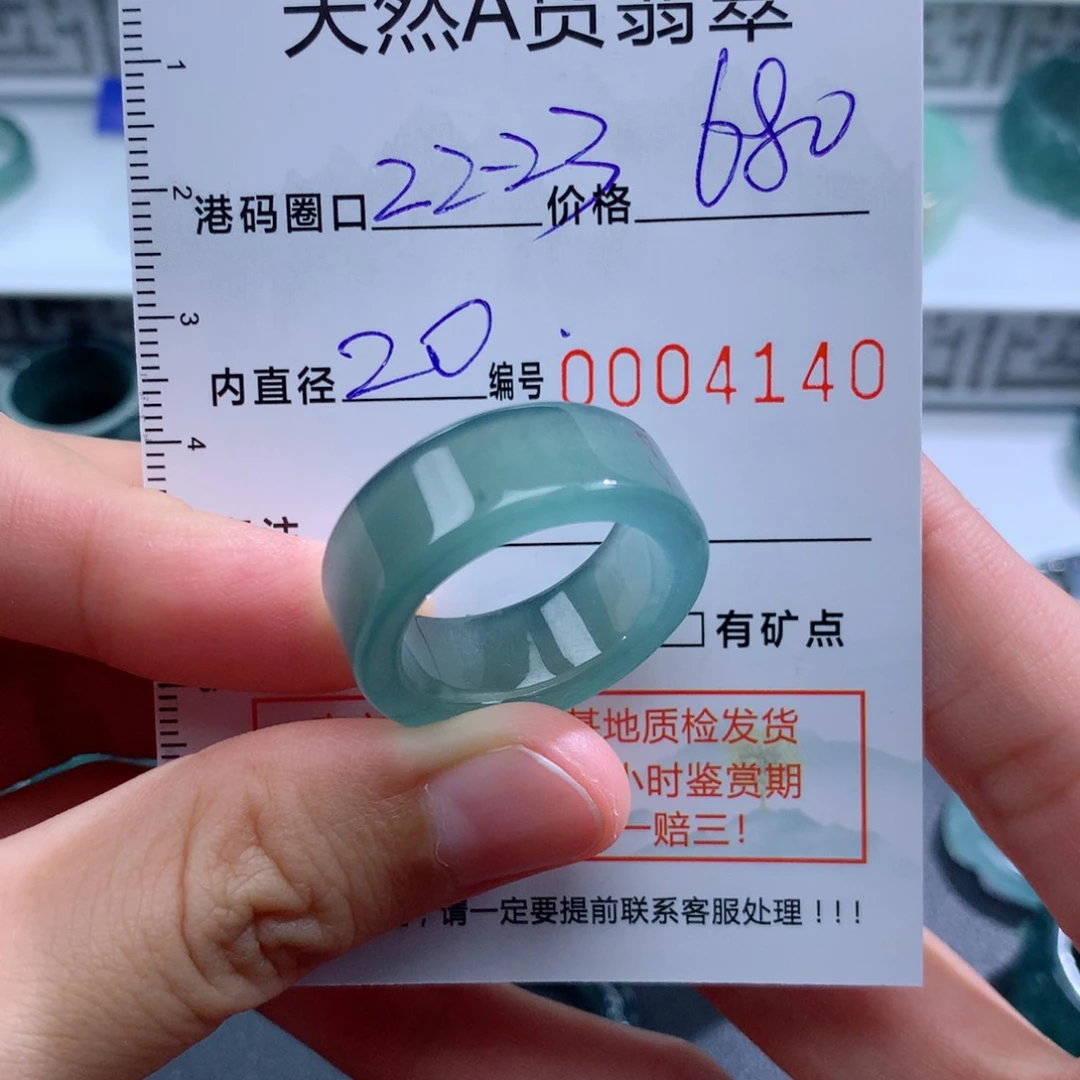 天然A货翡翠
港码圈口 22-23 价格 680
内直径 20 编号 0004140
有矿点
基地质检发货
小时鉴赏期
一赔三!
请一定要提前联系客服处理!!!
1
2
3
4